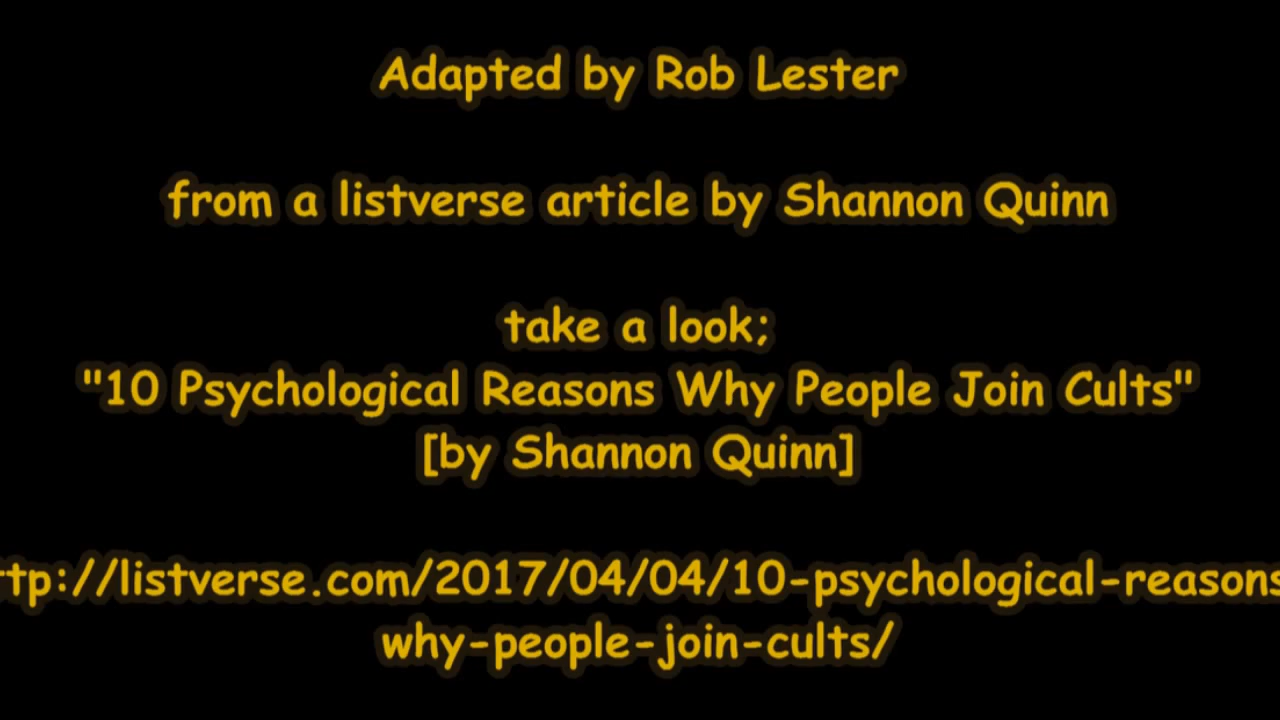 Adapted by Rob Lester
from a listverse article by Shannon Quinn
take a look;
"10 Psychological Reasons Why People Join Cults"
[by Shannon Quinn]
ttp://listverse.com/2017/04/04/10-psychological-reasons
why-people-join-cults/